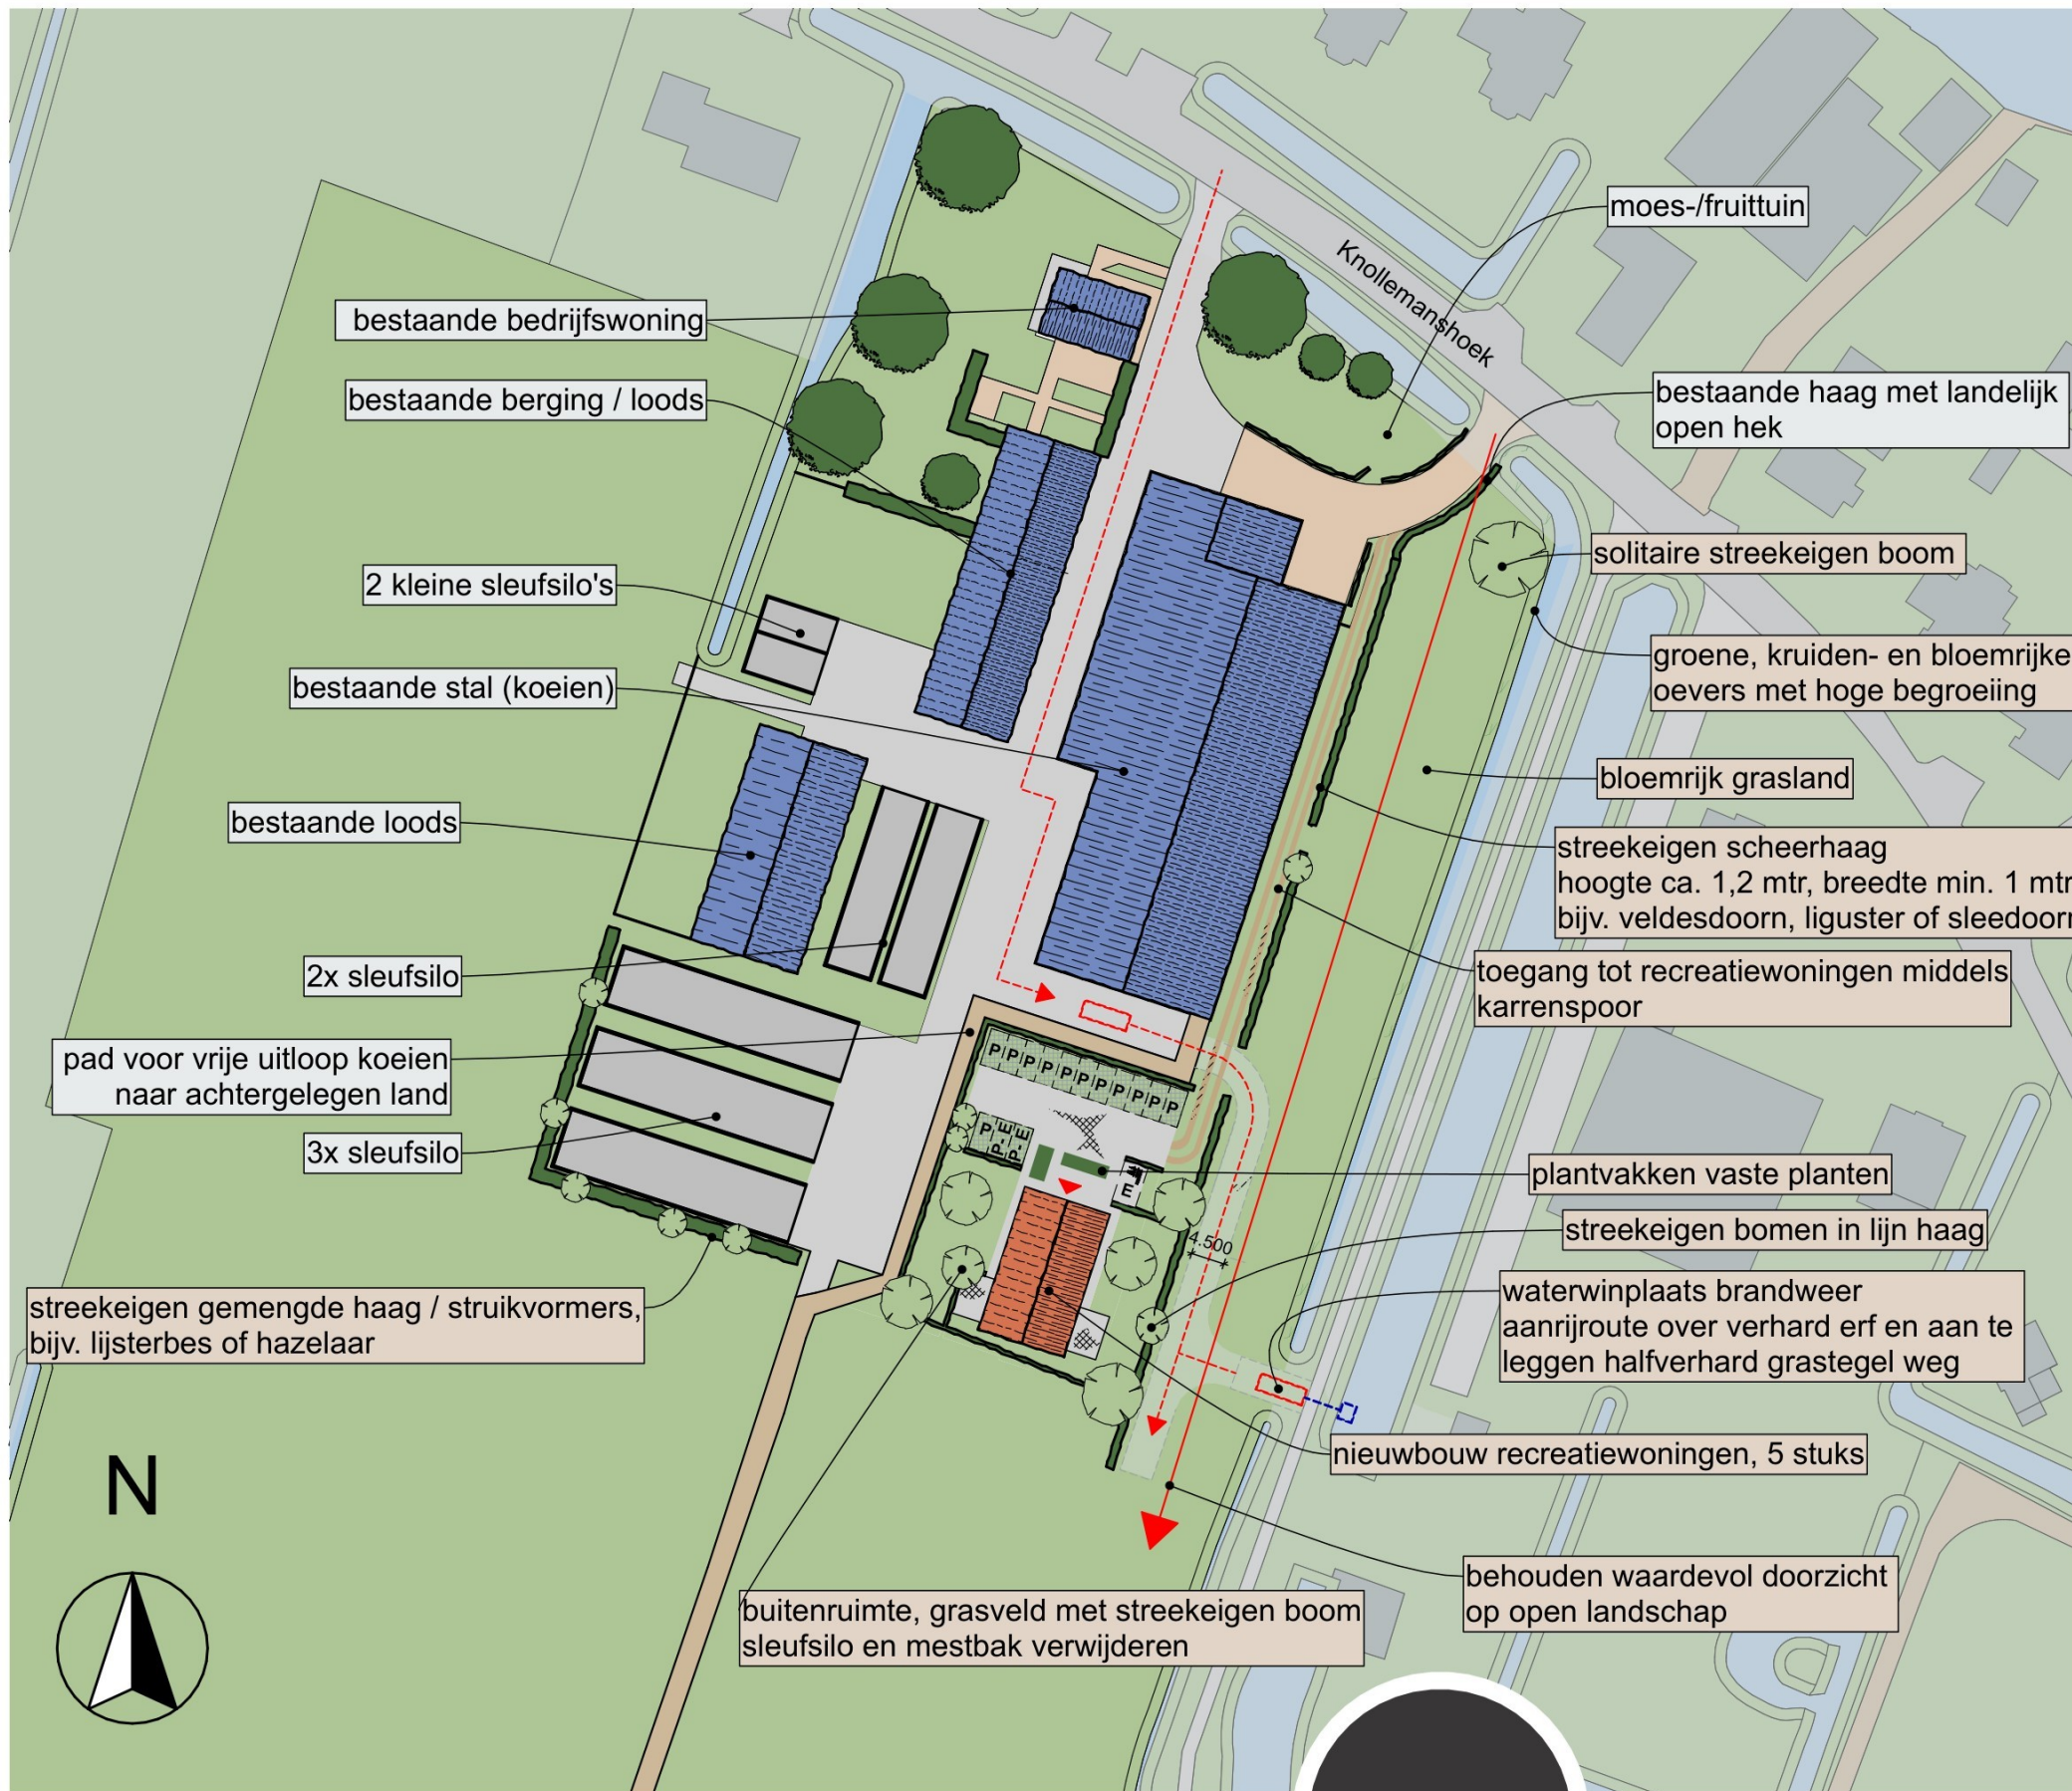 moes-/fruittuin
Knollemanshoek
bestaande bedrijfswoning
bestaande berging / loods
bestaande haag met landelijk
open hek
solitaire streekeigen boom
2 kleine sleufsilo's
groene, kruiden- en bloemrijke
oevers met hoge begroeiing
bestaande stal (koeien)
bloemrijk grasland
bestaande loods
streekeigen scheerhaag
hoogte ca. 1,2 mtr, breedte min. 1 mtr
bijv. veldesdoorn, liguster of sleedoorn
2x sleufsilo
toegang tot recreatiewoningen middels
karrenspoor
pad voor vrije uitloop koeien
naar achtergelegen land
P P P P P P P P P P P
P P-E P-E
3x sleufsilo
plantvakken vaste planten
E
streekeigen bomen in lijn haag
4.500
waterwinplaats brandweer
aanrijroute over verhard erf en aan te
leggen halfverhard grastegel weg
streekeigen gemengde haag / struikvormers,
bijv. lijsterbes of hazelaar
nieuwbouw recreatiewoningen, 5 stuks
N
behouden waardevol doorzicht
op open landschap
buitenruimte, grasveld met streekeigen boom
sleufsilo en mestbak verwijderen